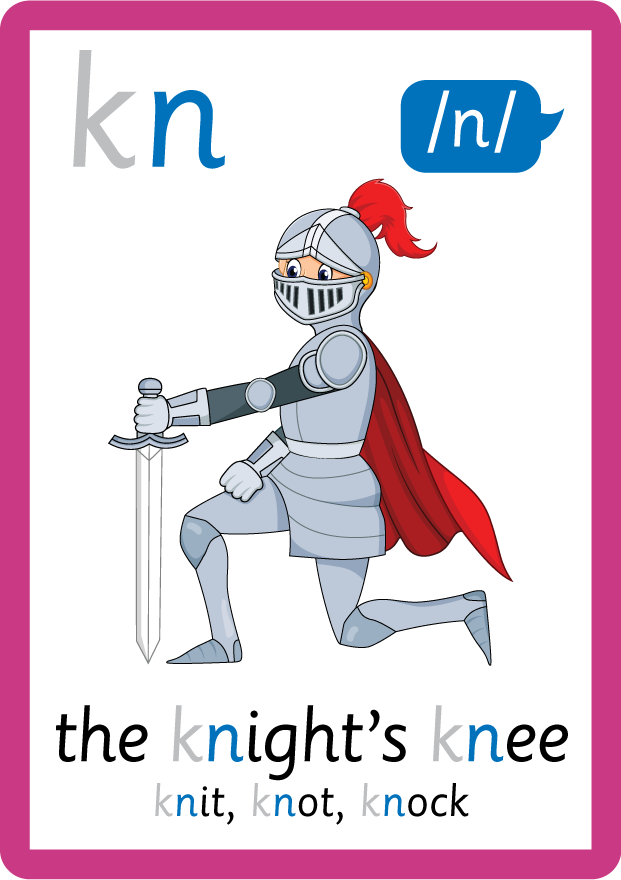 kn
/n/
the knight’s knee
knit, knot, knock